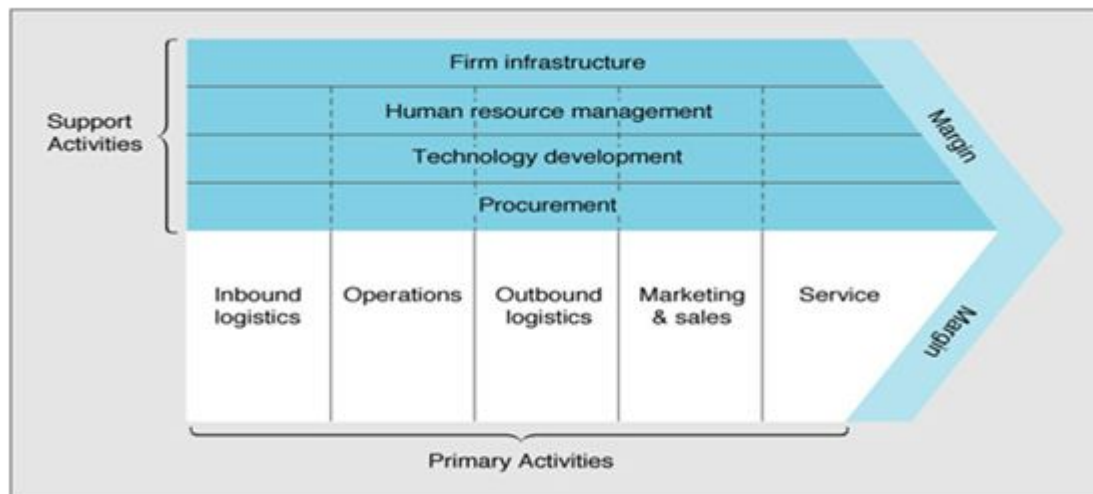 Firm infrastructure
Human resource management
Support
Activities
Technology development
Procurement
Margin
Inbound
logistics
Operations
Outbound
logistics
Marketing
& sales
Service
Margin
Primary Activities